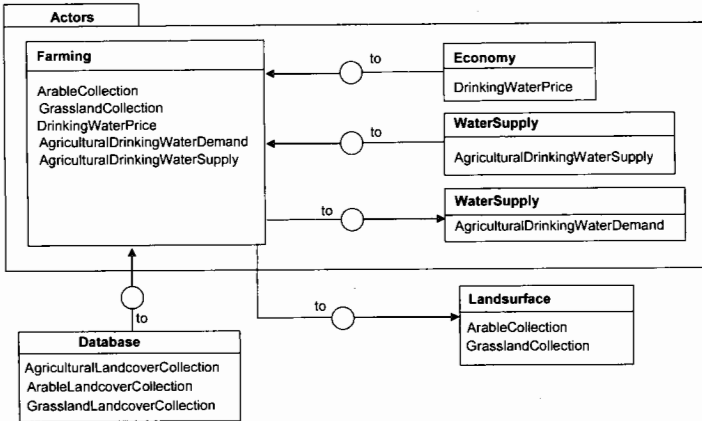 Actors
Farming
ArableCollection
GrasslandCollection
DrinkingWaterPrice
AgriculturalDrinkingWaterDemand
AgriculturalDrinkingWaterSupply
to
Economy
DrinkingWaterPrice
to
WaterSupply
AgriculturalDrinkingWaterSupply
to
WaterSupply
AgriculturalDrinkingWaterDemand
to
Landsurface
ArableCollection
GrasslandCollection
to
Database
AgriculturalLandcoverCollection
ArableLandcoverCollection
GrasslandLandcoverCollection